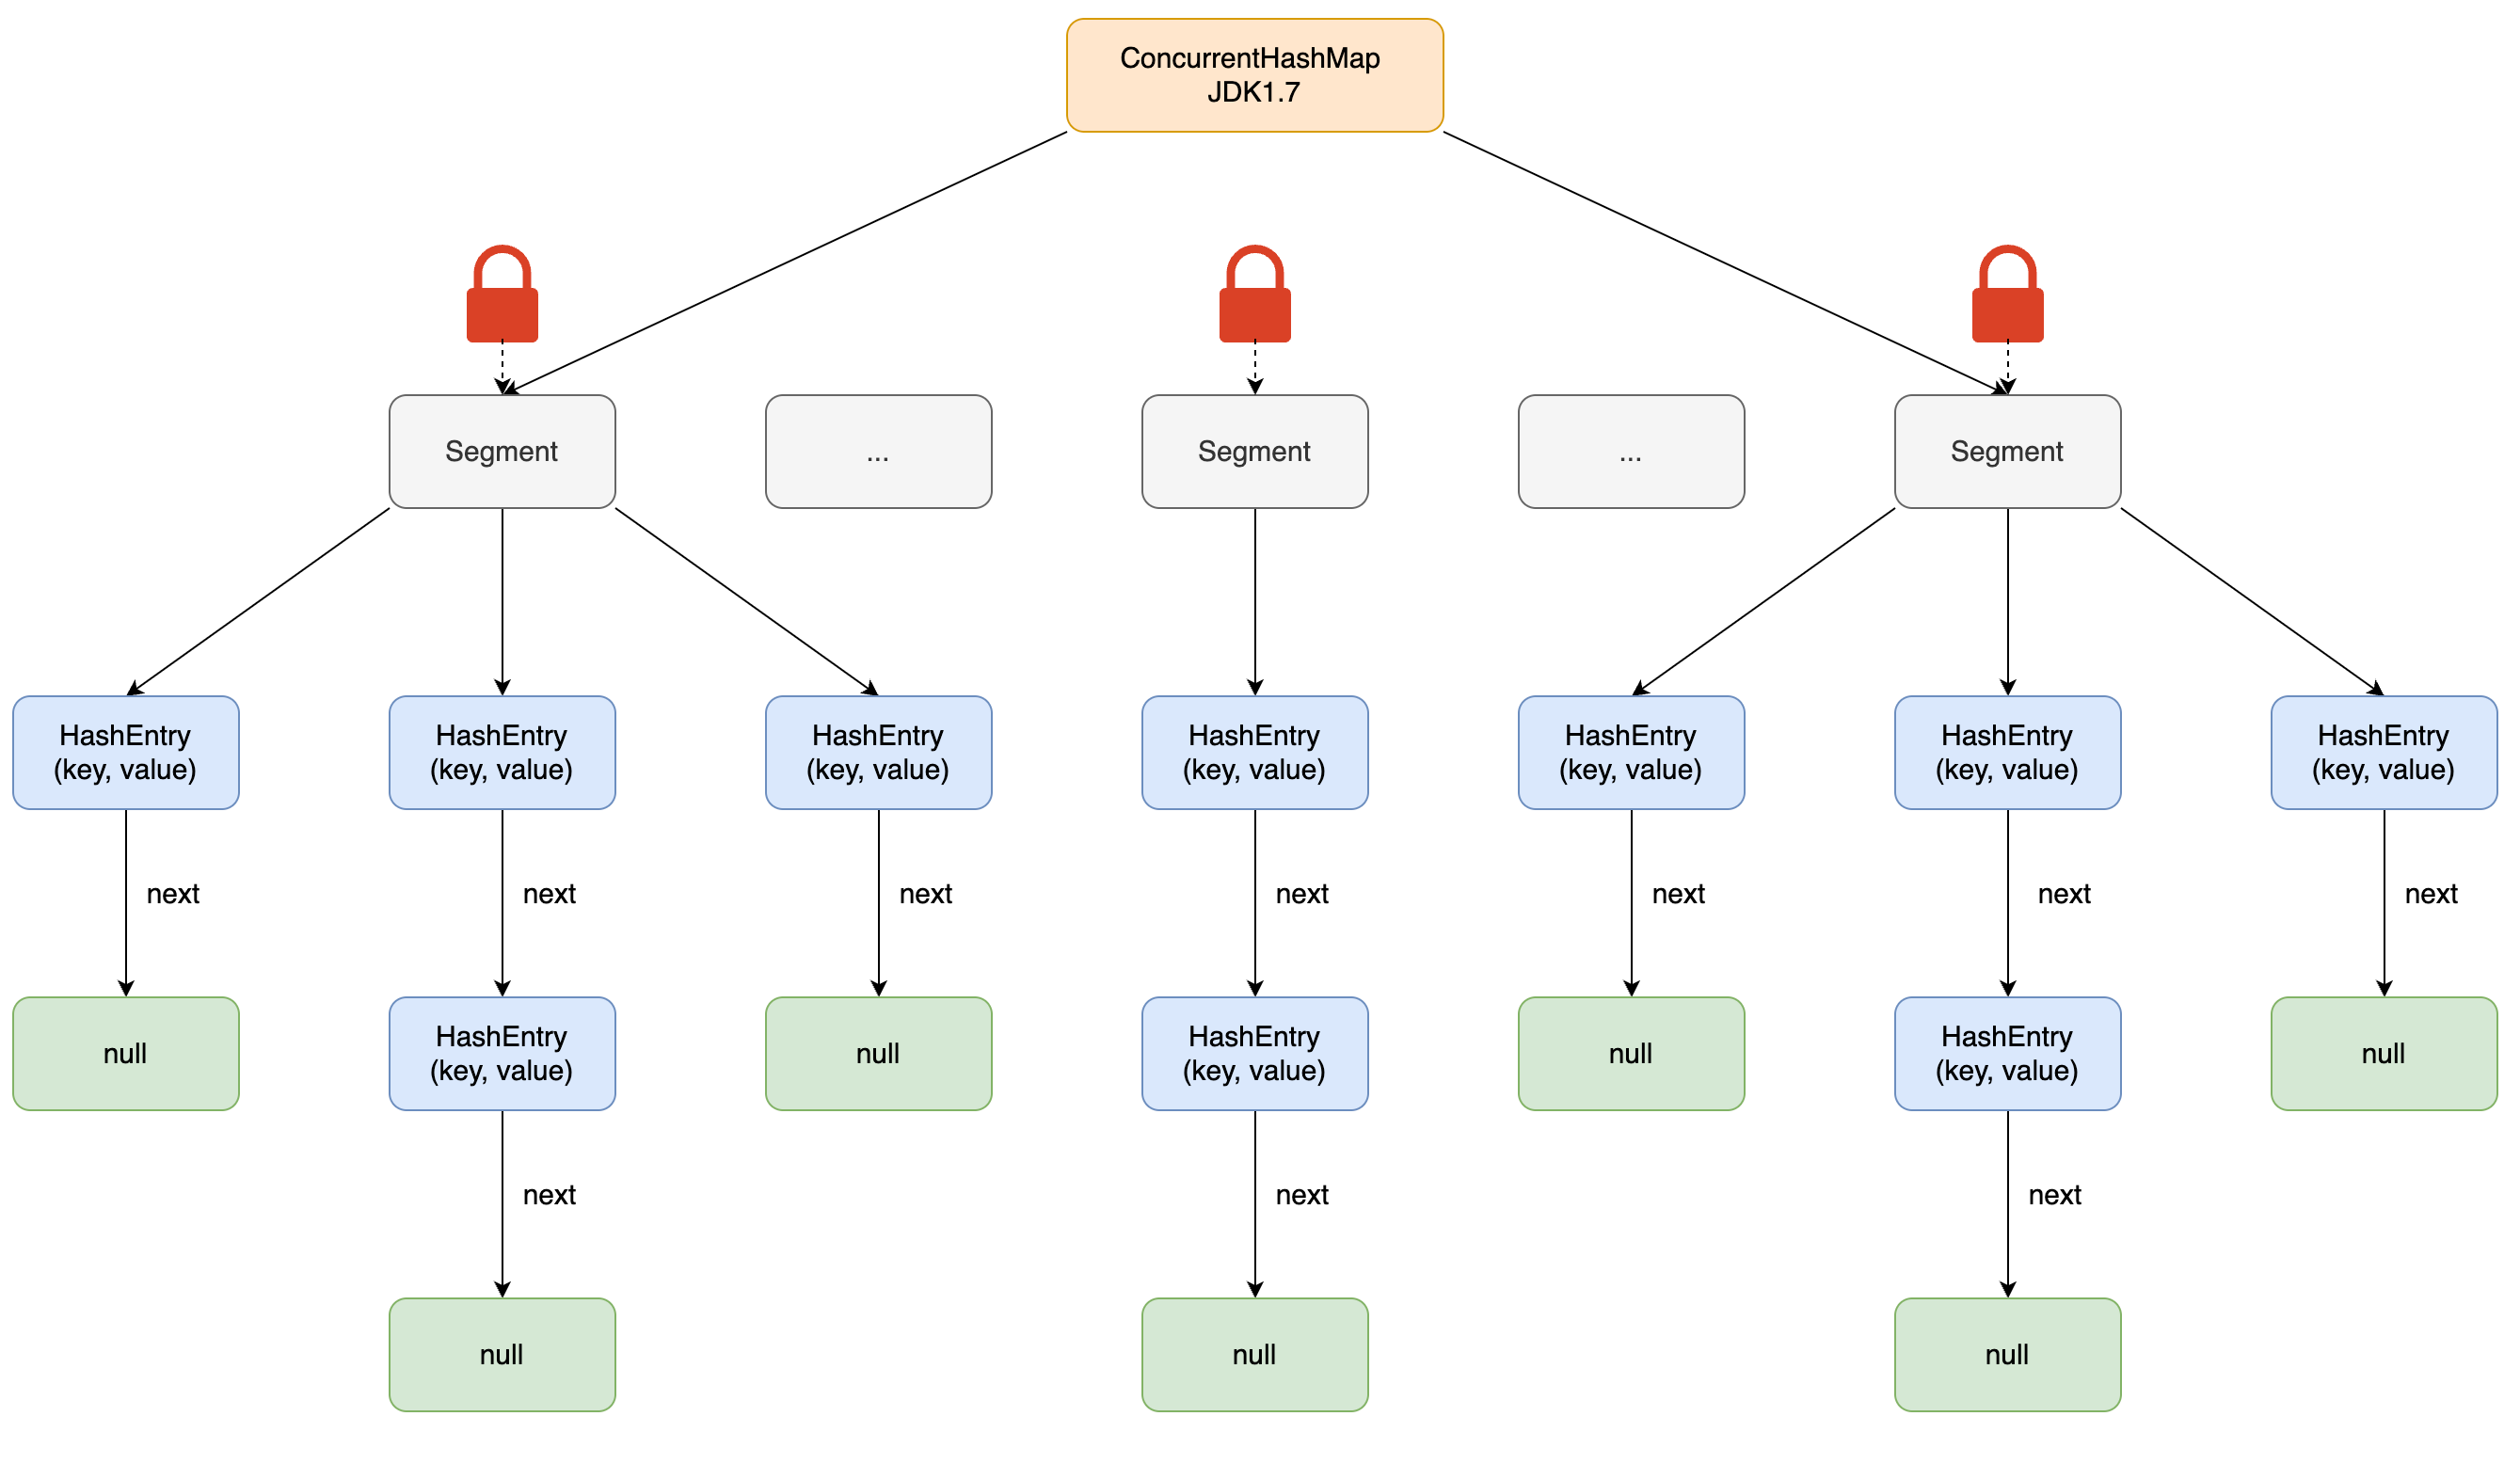 ConcurrentHashMap
JDK1.7
Segment
...
Segment
...
Segment
HashEntry
(key, value)
HashEntry
(key, value)
HashEntry
(key, value)
HashEntry
(key, value)
HashEntry
(key, value)
HashEntry
(key, value)
HashEntry
(key, value)
next
next
next
next
next
next
next
null
HashEntry
(key, value)
null
HashEntry
(key, value)
null
HashEntry
(key, value)
null
next
next
next
null
null
null